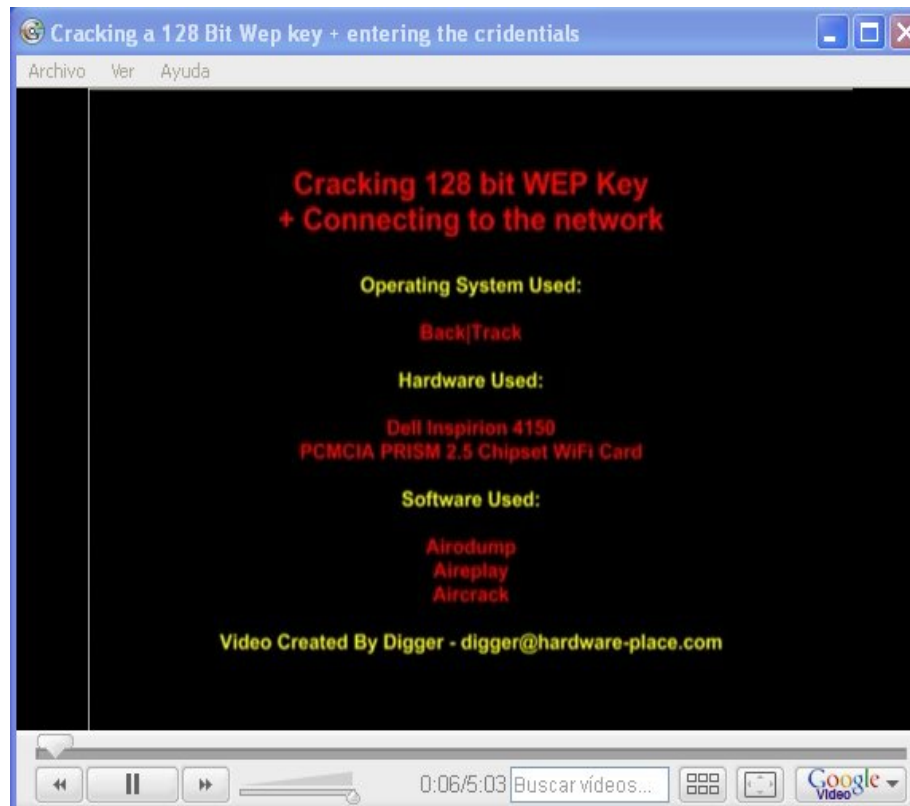 Cracking a 128 Bit Wep key + entering the cridentials
Archivo Ver Ayuda
Cracking 128 bit WEP Key
+ Connecting to the network
Operating System Used:
Back|Track
Hardware Used:
Dell Inspirion 4150
PCMCIA PRISM 2.5 Chipset WiFi Card
Software Used:
Airodump
Aireplay
Aircrack
Video Created By Digger - digger@hardware-place.com
0:06/5:03 Buscar vídeos... Google Video